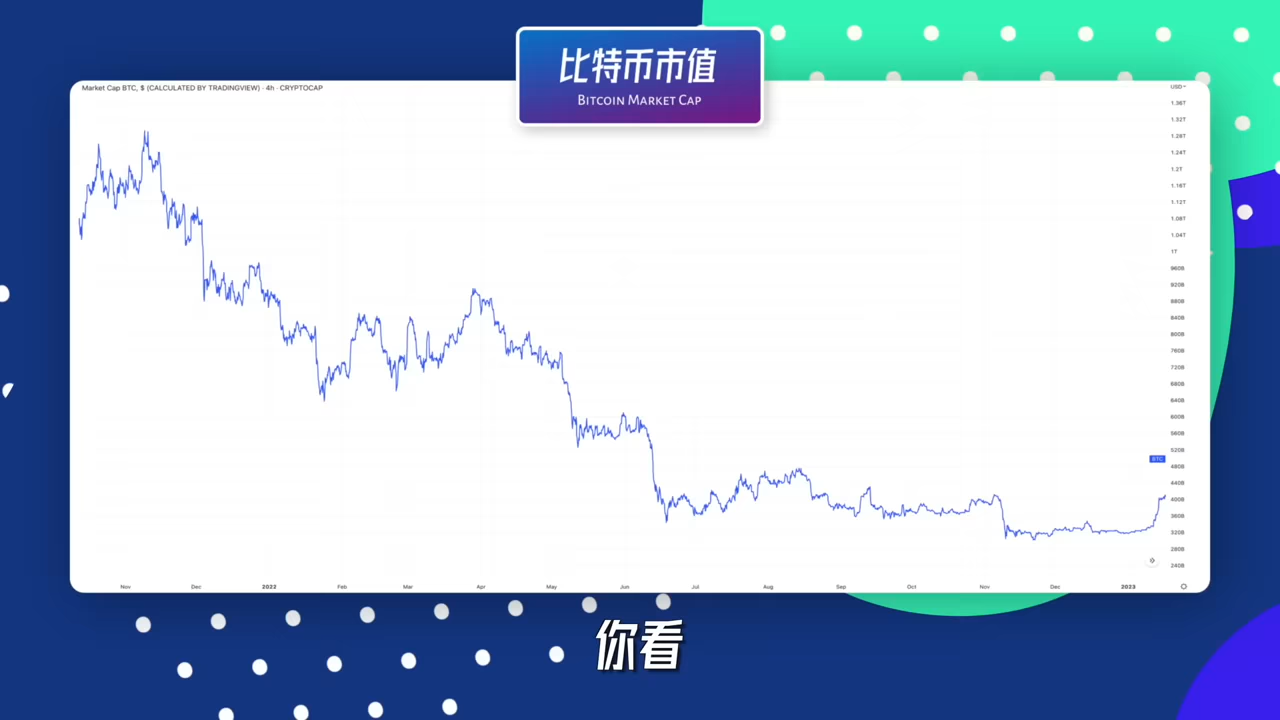 比特币市值
Bitcoin Market Cap
Market Cap BTC, $ (CALCULATED BY TRADINGVIEW) · 4h · CRYPTOCAP
USD
1.36T
1.32T
1.28T
1.24T
1.2T
1.16T
1.12T
1.08T
1.04T
1T
960B
920B
880B
840B
800B
760B
720B
680B
640B
600B
560B
520B
BTC
480B
440B
400B
360B
320B
280B
240B
Nov Dec 2022 Feb Mar Apr May Jun Jul Aug Sep Oct Nov Dec 2023
你看